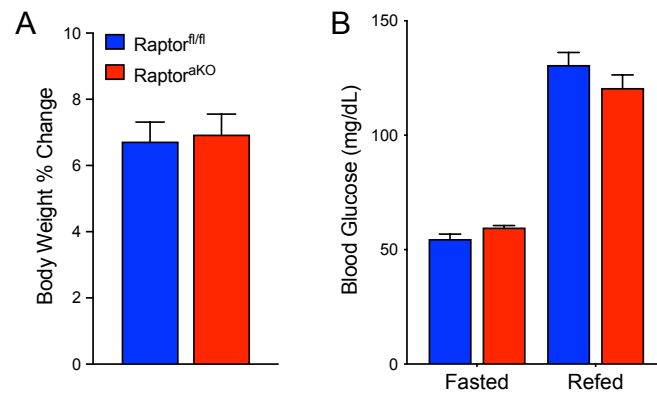 A
Body Weight % Change
10
8
6
4
2
0
Raptorfl/fl
RaptoraKO
B
Blood Glucose (mg/dL)
150
100
50
0
Fasted Refed